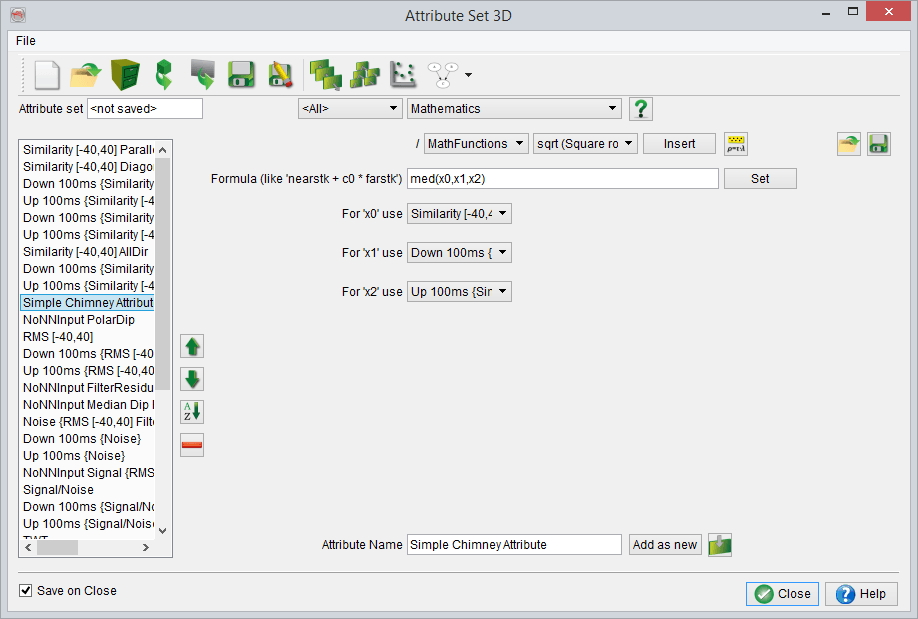 Attribute Set 3D
File
Attribute set <not saved> <All> Mathematics ?
/ MathFunctions sqrt (Square ro Insert
Formula (like 'nearstk + c0 * farstk') med(x0,x1,x2) Set
For 'x0' use Similarity [-40,4
For 'x1' use Down 100ms {
For 'x2' use Up 100ms {Sir
Similarity [-40,40] Paralle
Similarity [-40,40] Diago
Down 100ms {Similarity
Up 100ms {Similarity [-4
Down 100ms {Similarity
Up 100ms {Similarity [-4
Similarity [-40,40] AllDir
Down 100ms {Similarity
Up 100ms {Similarity [-4
Simple Chimney Attribut
NoNNInput PolarDip
RMS [-40,40]
Down 100ms {RMS [-40
Up 100ms {RMS [-40,40
NoNNInput FilterResidu
NoNNInput Median Dip
Noise {RMS [-40,40] Filt
Down 100ms {Noise}
Up 100ms {Noise}
NoNNInput Signal {RMS
Signal/Noise
Down 100ms {Signal/No
Up 100ms {Signal/Nois
TWT
A
Z
Attribute Name Simple Chimney Attribute Add as new
Save on Close
Close ? Help